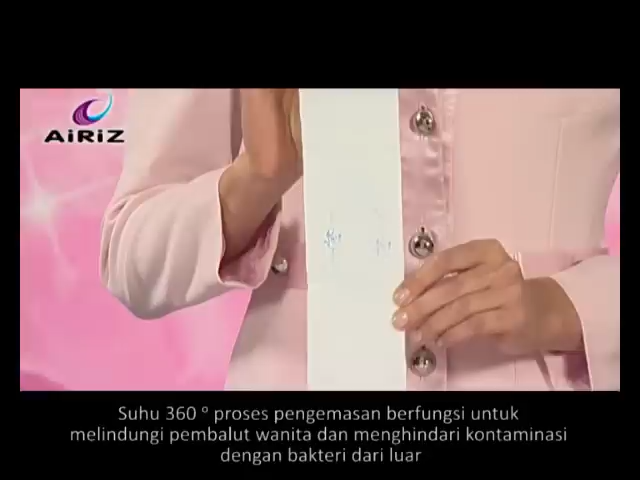 AiRiZ
Suhu 360 º proses pengemasan berfungsi untuk
melindungi pembalut wanita dan menghindari kontaminasi
dengan bakteri dari luar